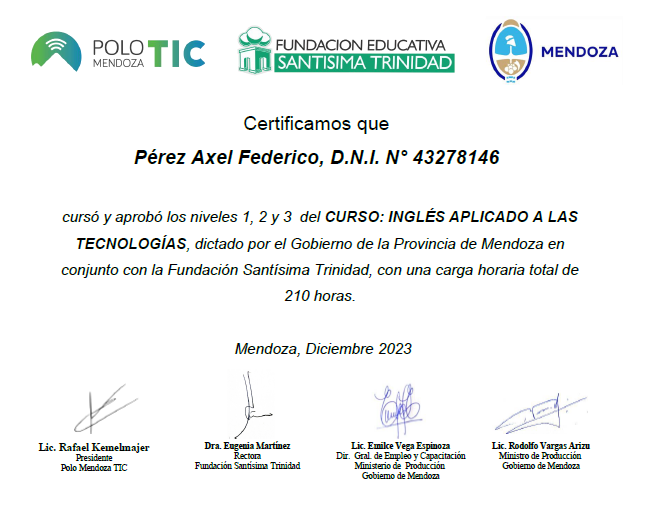 POLO TIC
MENDOZA
FUNDACION EDUCATIVA
SANTISIMA TRINIDAD
MENDOZA
Certificamos que
Pérez Axel Federico, D.N.I. N° 43278146
cursó y aprobó los niveles 1, 2 y 3 del CURSO: INGLÉS APLICADO A LAS
TECNOLOGÍAS, dictado por el Gobierno de la Provincia de Mendoza en
conjunto con la Fundación Santísima Trinidad, con una carga horaria total de
210 horas.
Mendoza, Diciembre 2023
Lic. Rafael Kemelmajer
Presidente
Polo Mendoza TIC
Dra. Eugenia Martínez
Rectora
Fundación Santísima Trinidad
Lic. Emilce Vega Espinoza
Dir. Gral. de Empleo y Capacitación
Ministerio de Producción
Gobierno de Mendoza
Lic. Rodolfo Vargas Arizu
Ministro de Producción
Gobierno de Mendoza